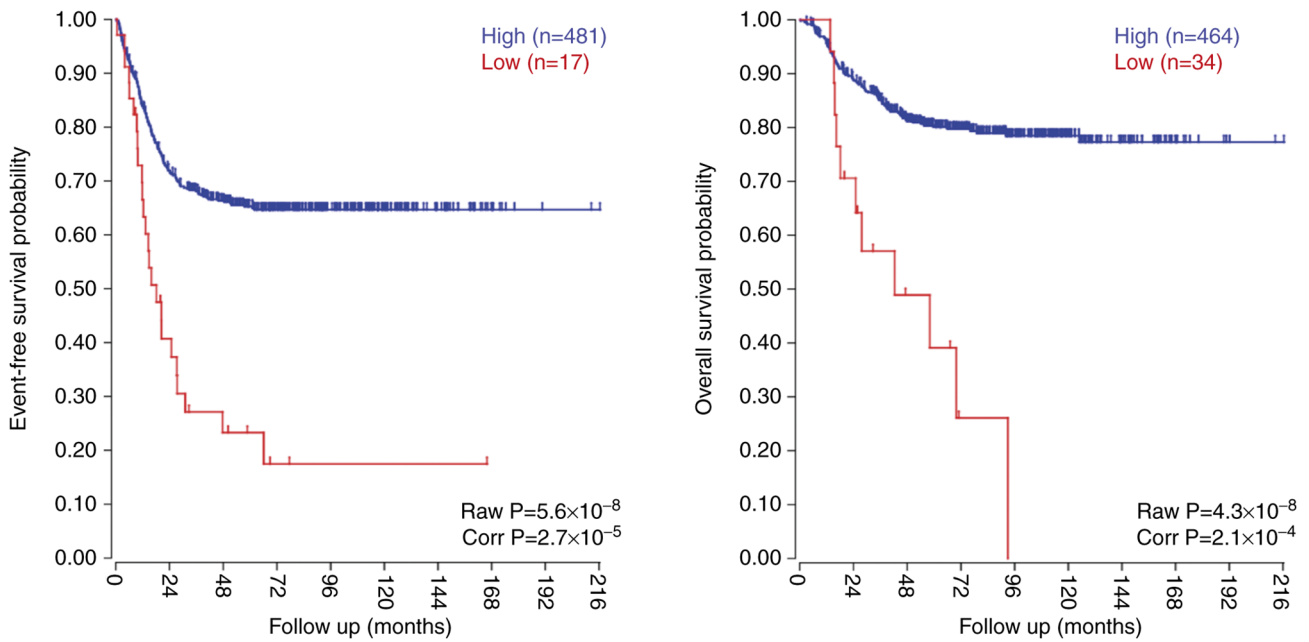 Event-free survival probability
1.00
0.90
0.80
0.70
0.60
0.50
0.40
0.30
0.20
0.10
0.00
High (n=481)
Low (n=17)
Raw P=5.6×10⁻⁸
Corr P=2.7×10⁻⁵
0 24 48 72 96 120 144 168 192 216
Follow up (months)
Overall survival probability
1.00
0.90
0.80
0.70
0.60
0.50
0.40
0.30
0.20
0.10
0.00
High (n=464)
Low (n=34)
Raw P=4.3×10⁻⁸
Corr P=2.1×10⁻⁴
0 24 48 72 96 120 144 168 192 216
Follow up (months)